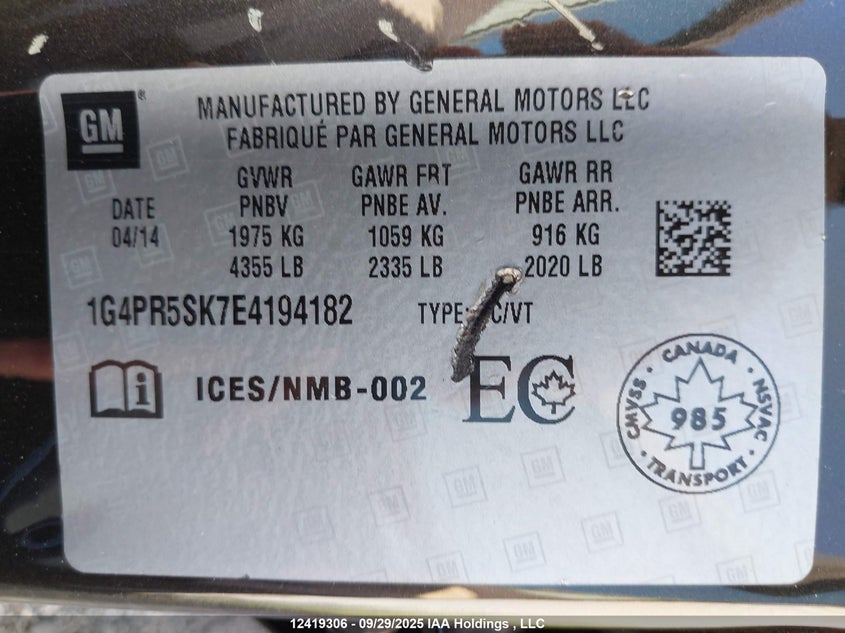 GM ®
MANUFACTURED BY GENERAL MOTORS LLC
FABRIQUÉ PAR GENERAL MOTORS LLC
GVWR GAWR FRT GAWR RR
DATE PNBV PNBE AV. PNBE ARR.
04/14 1975 KG 1059 KG 916 KG
4355 LB 2335 LB 2020 LB
1G4PR5SK7E4194182 TYPE: C/VT
i ICES/NMB-002 EC
CANADA
CMVSS 985 NSVAC
TRANSPORT
12419306 - 09/29/2025 IAA Holdings , LLC